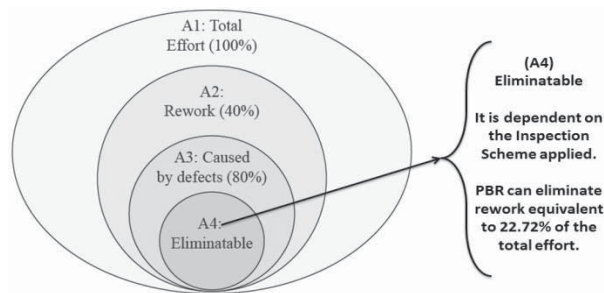 A1: Total
Effort (100%)
A2:
Rework (40%)
A3: Caused
by defects (80%)
A4:
Eliminatable
(A4)
Eliminatable
It is dependent on
the Inspection
Scheme applied.
PBR can eliminate
rework equivalent
to 22.72% of the
total effort.